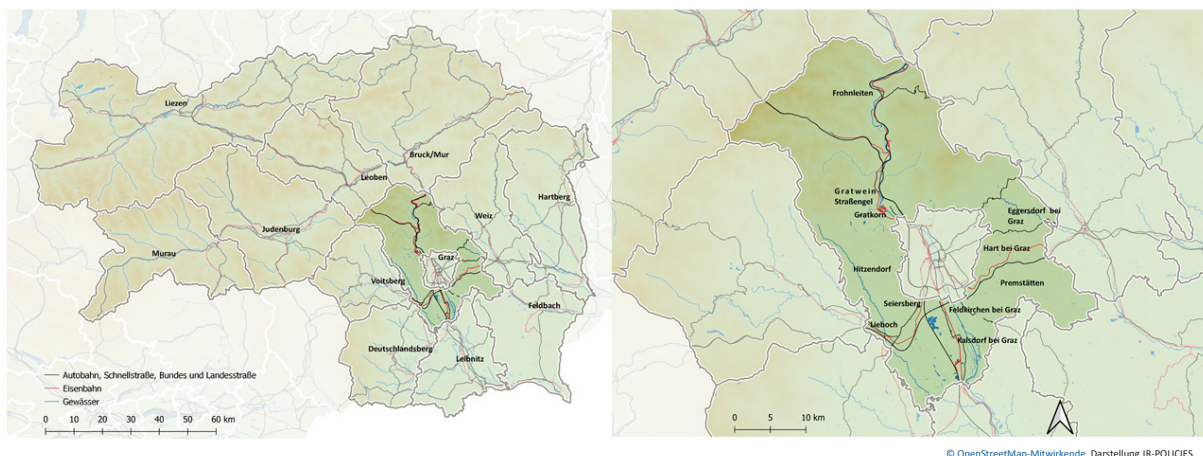 Liezen
Bruck/Mur
Leoben
Hartberg
Weiz
Judenburg
Murau
Graz
Voitsberg
Feldbach
Deutschlandsberg
Leibnitz
Autobahn, Schnellstraße, Bundes und Landesstraße
Eisenbahn
Gewässer
0 10 20 30 40 50 60 km
Frohnleiten
Gratwein
Straßengel
Gratkorn
Eggersdorf bei
Graz
Hart bei Graz
Hitzendorf
Premstätten
Seiersberg
Feldkirchen bei Graz
Lieboch
Kalsdorf bei Graz
0 5 10 km
© OpenStreetMap-Mitwirkende, Darstellung JR-POLICIES